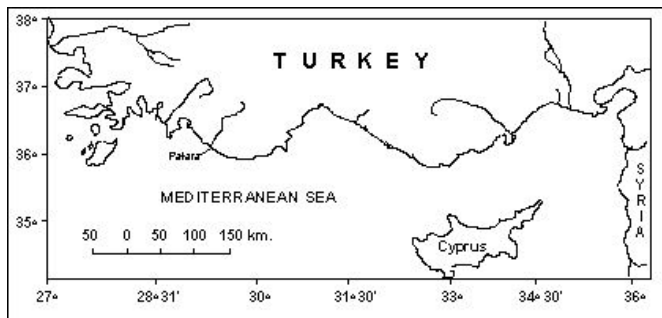 38°
TURKEY
37°
36°
Patara
MEDITERRANEAN SEA
SYRIA
35°
50 0 50 100 150 km.
Cyprus
27° 28°31' 30° 31°30' 33° 34°30' 36°